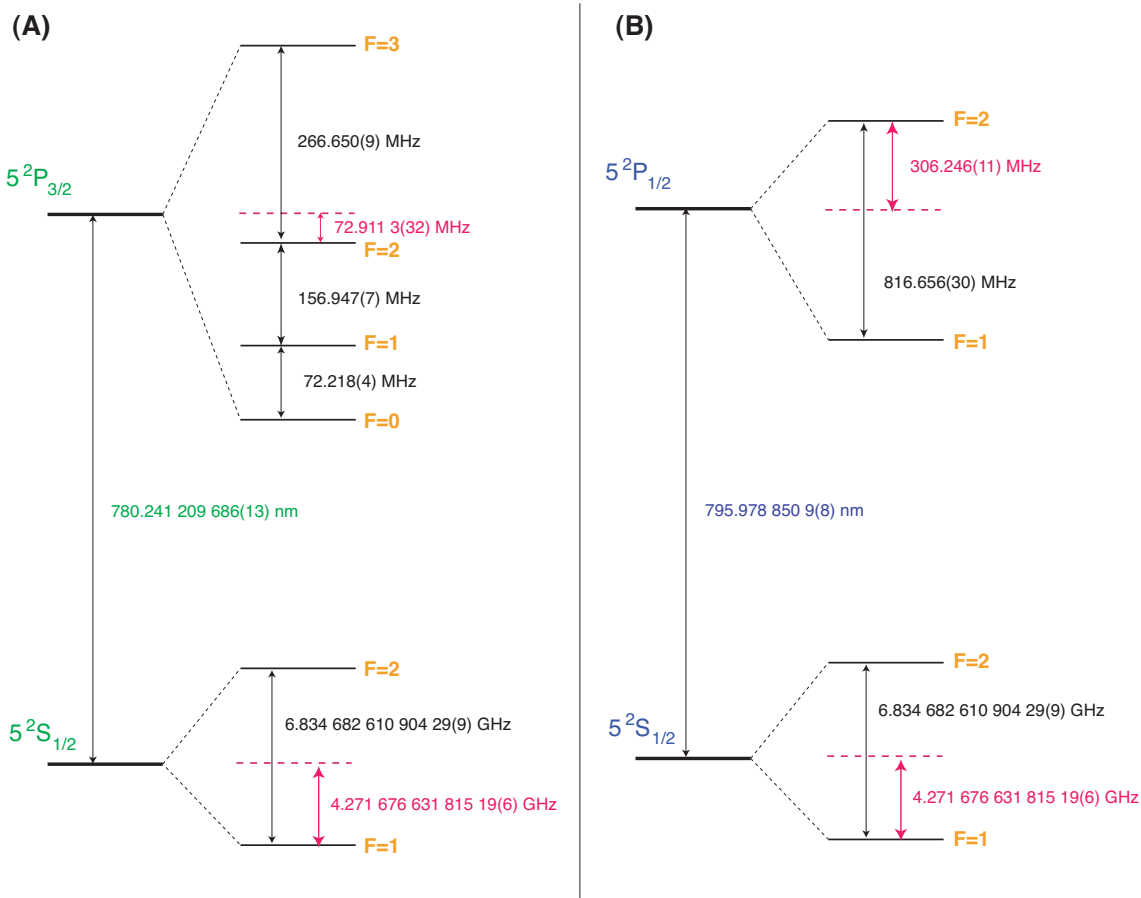 (A)
F=3
266.650(9) MHz
5 ²P₃/₂
72.911 3(32) MHz
F=2
156.947(7) MHz
F=1
72.218(4) MHz
F=0
780.241 209 686(13) nm
F=2
6.834 682 610 904 29(9) GHz
5 ²S₁/₂
4.271 676 631 815 19(6) GHz
F=1
(B)
F=2
306.246(11) MHz
5 ²P₁/₂
816.656(30) MHz
F=1
795.978 850 9(8) nm
F=2
6.834 682 610 904 29(9) GHz
5 ²S₁/₂
4.271 676 631 815 19(6) GHz
F=1